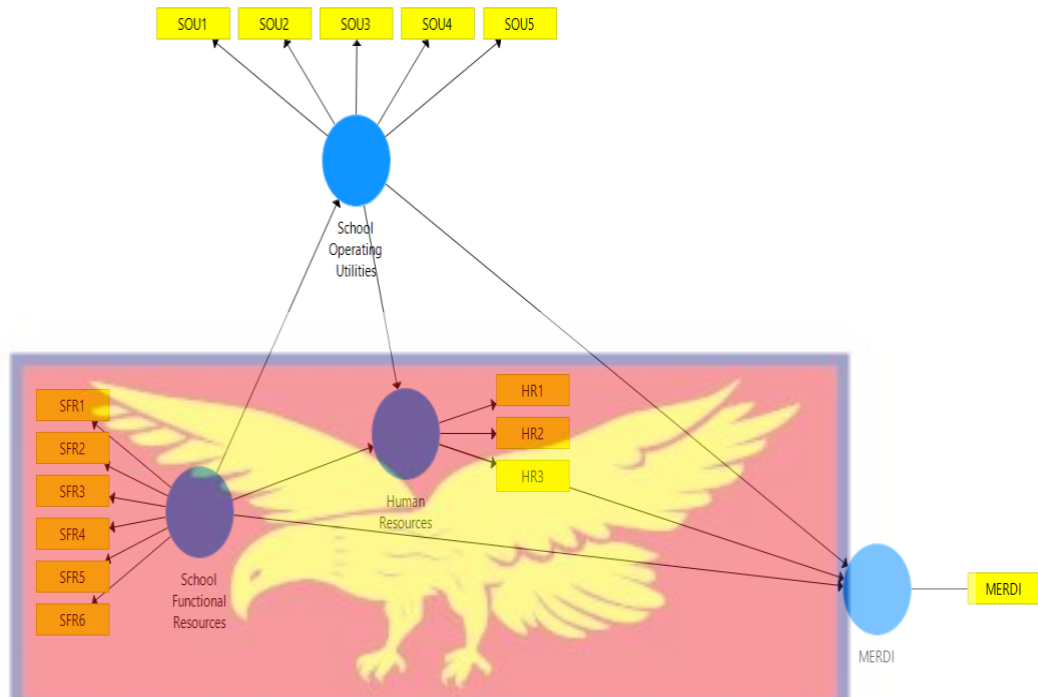 SOU1
SOU2
SOU3
SOU4
SOU5
School
Operating
Utilities
SFR1
SFR2
SFR3
SFR4
SFR5
SFR6
School
Functional
Resources
HR1
HR2
HR3
Human
Resources
MERDI
MERDI